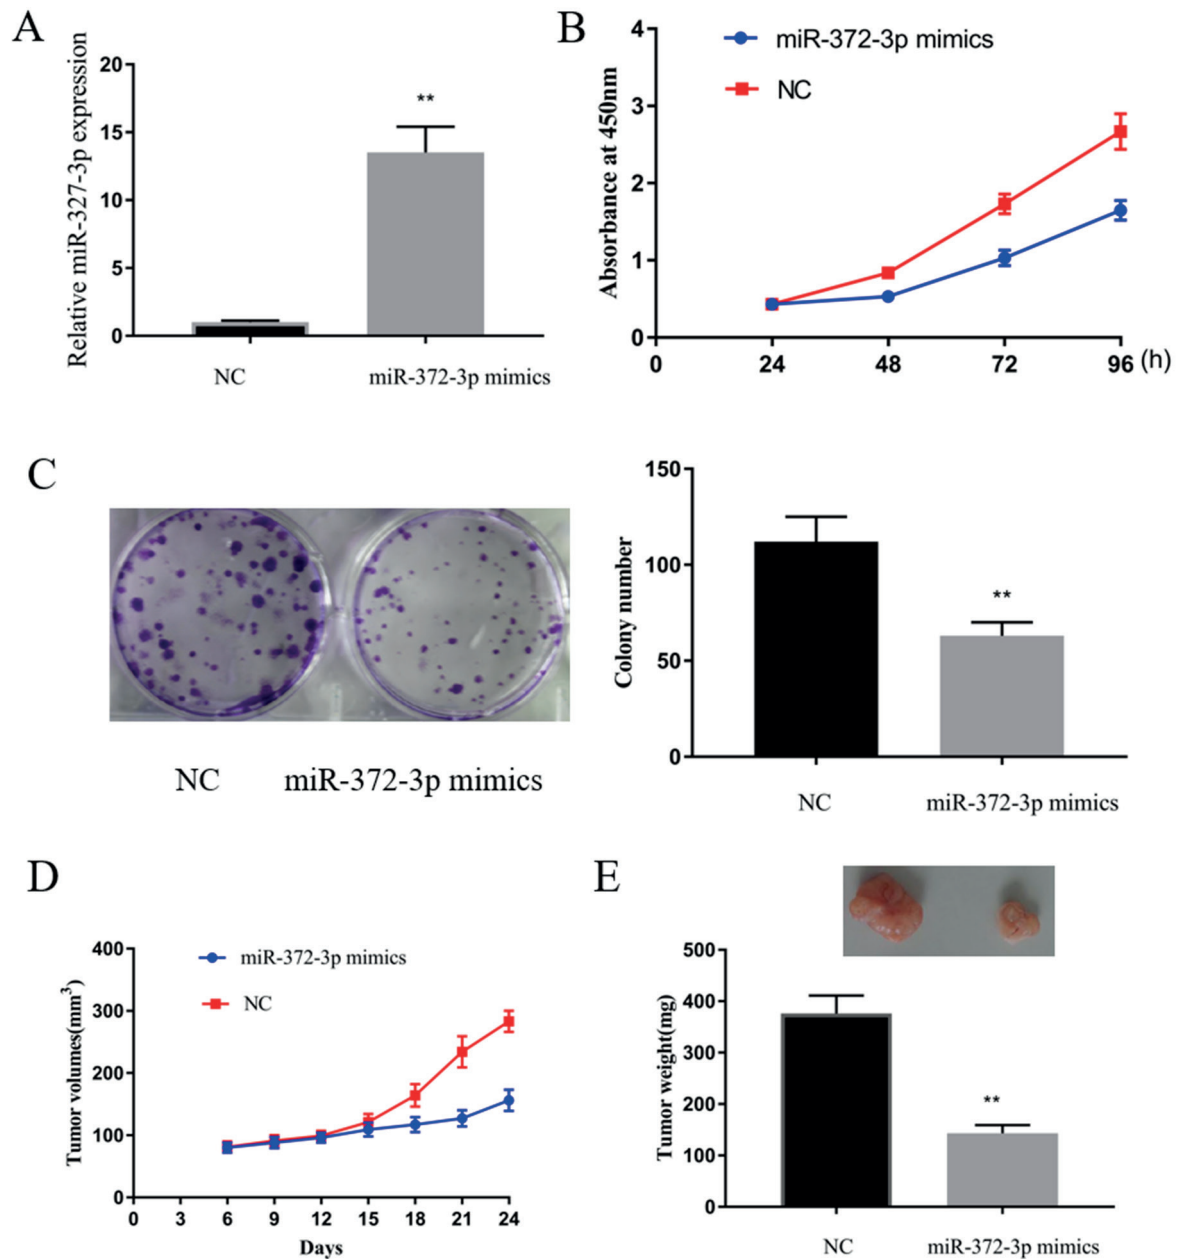 A
Relative miR-327-3p expression
20
15
10
5
0
**
NC
miR-372-3p mimics
B
Absorbance at 450nm
4
3
2
1
0
miR-372-3p mimics
NC
0
24
48
72
96
(h)
C
NC
miR-372-3p mimics
Colony number
150
100
50
0
**
NC
miR-372-3p mimics
D
Tumor volumes(mm³)
400
300
200
100
0
miR-372-3p mimics
NC
0
3
6
9
12
15
18
21
24
Days
E
Tumor weight(mg)
500
400
300
200
100
0
**
NC
miR-372-3p mimics